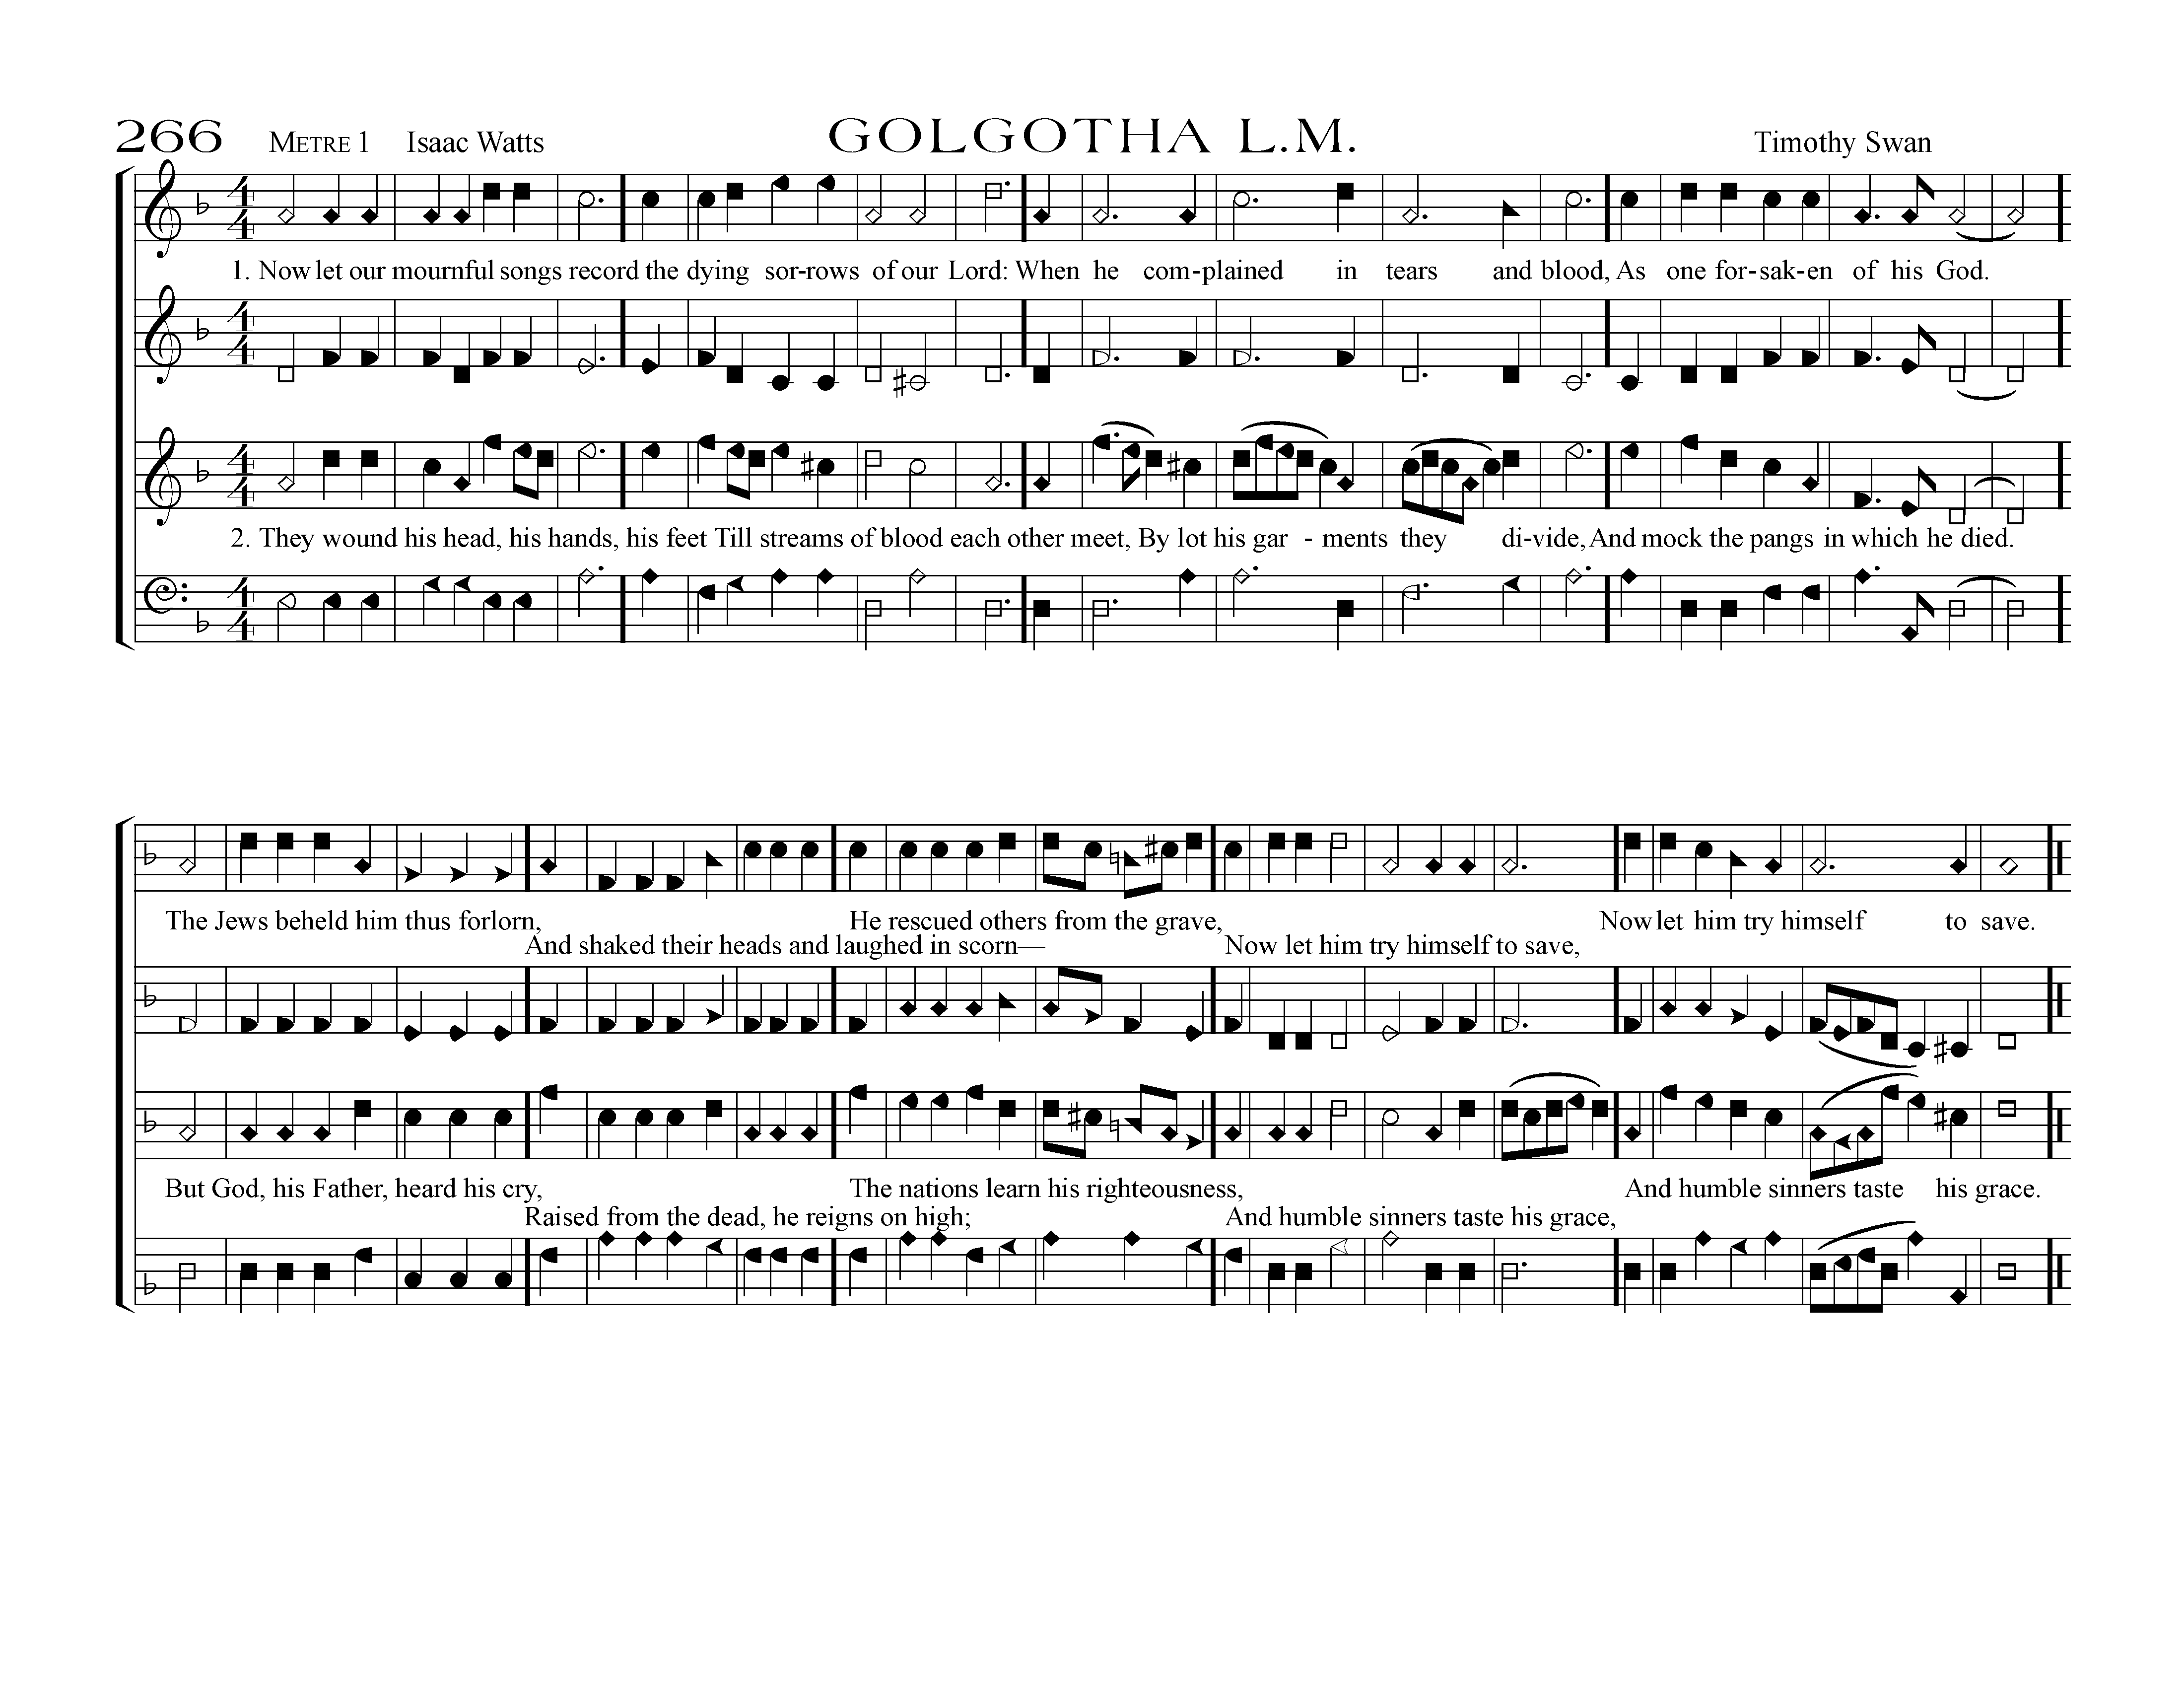 266 METRE 1 Isaac Watts GOLGOTHA L.M. Timothy Swan
1. Now let our mournful songs record the dying sor-rows of our Lord: When he com-plained in tears and blood, As one for-sak-en of his God.
2. They wound his head, his hands, his feet Till streams of blood each other meet, By lot his gar - ments they di-vide, And mock the pangs in which he died.
The Jews beheld him thus forlorn, He rescued others from the grave, Now let him try himself to save.
And shaked their heads and laughed in scorn— Now let him try himself to save,
But God, his Father, heard his cry, The nations learn his righteousness, And humble sinners taste his grace.
Raised from the dead, he reigns on high; And humble sinners taste his grace,